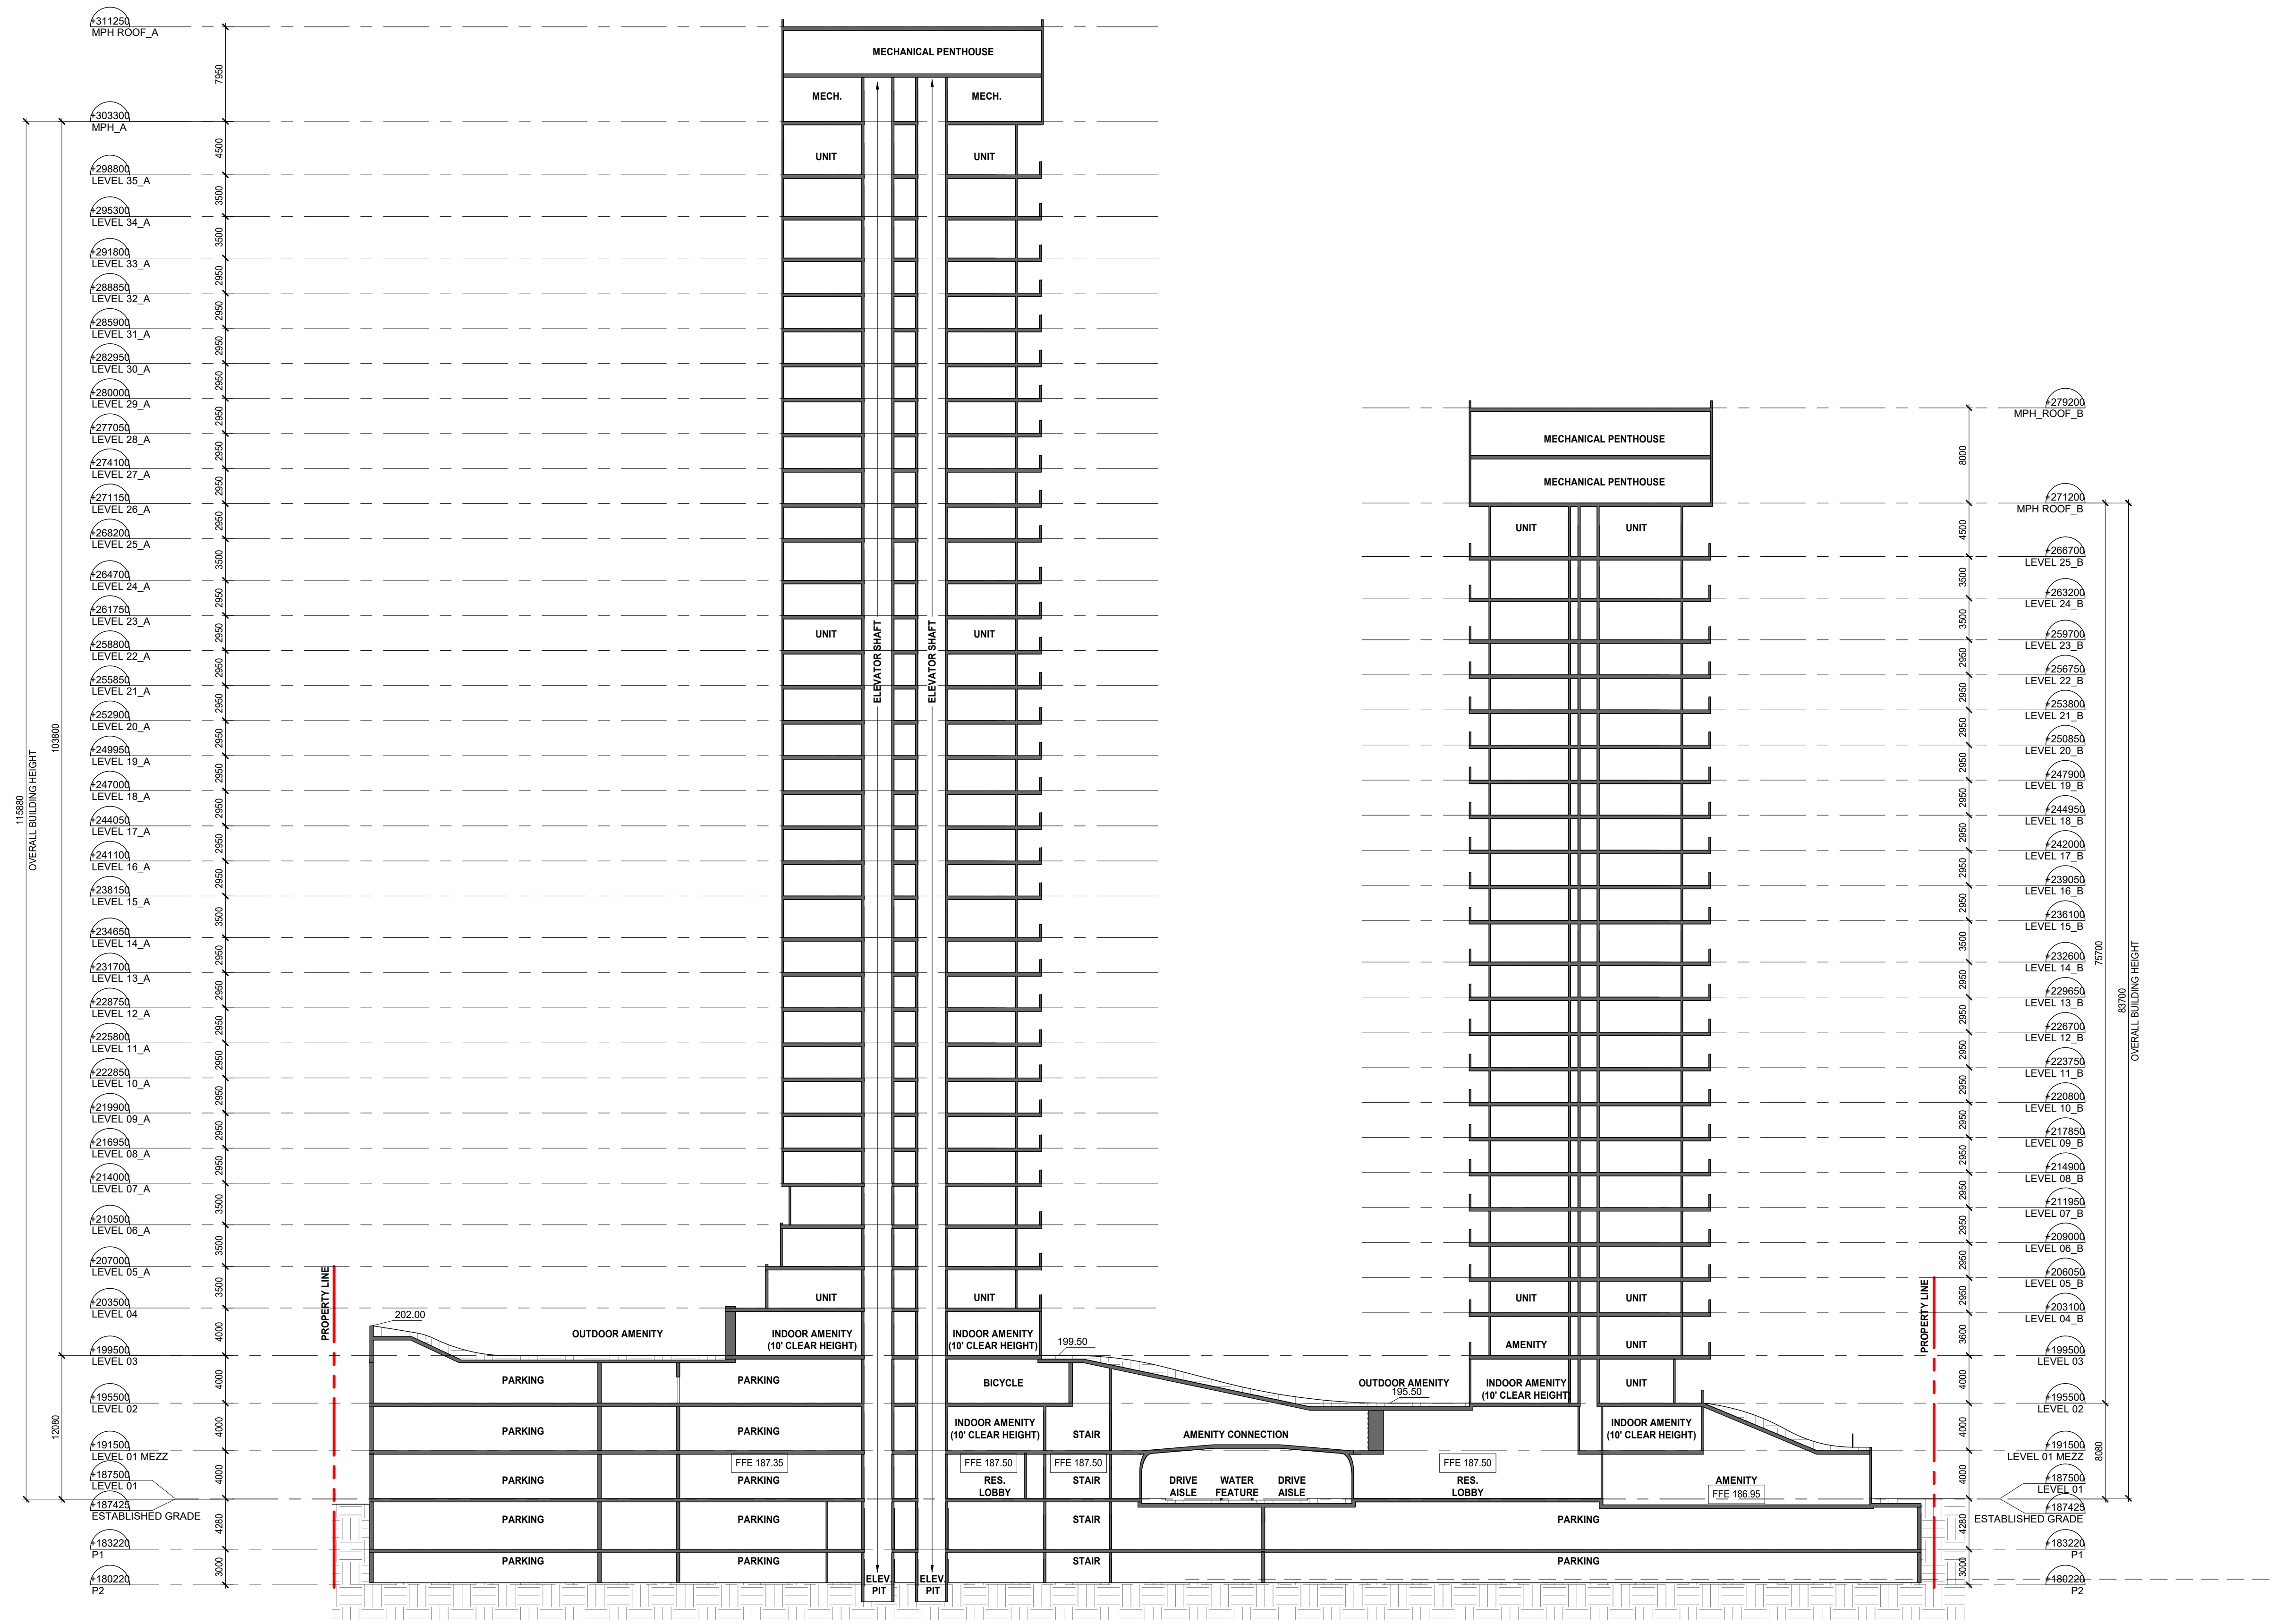 +311250
MPH ROOF_A
7950
+303300
MPH_A
4500
+298800
LEVEL 35_A
3500
+295300
LEVEL 34_A
3500
+291800
LEVEL 33_A
2950
+288850
LEVEL 32_A
2950
+285900
LEVEL 31_A
2950
+282950
LEVEL 30_A
2950
+280000
LEVEL 29_A
2950
+277050
LEVEL 28_A
2950
+274100
LEVEL 27_A
2950
+271150
LEVEL 26_A
2950
+268200
LEVEL 25_A
3500
+264700
LEVEL 24_A
2950
+261750
LEVEL 23_A
2950
+258800
LEVEL 22_A
2950
+255850
LEVEL 21_A
2950
+252900
LEVEL 20_A
2950
+249950
LEVEL 19_A
2950
+247000
LEVEL 18_A
2950
+244050
LEVEL 17_A
2950
+241100
LEVEL 16_A
2950
+238150
LEVEL 15_A
3500
+234650
LEVEL 14_A
2950
+231700
LEVEL 13_A
2950
+228750
LEVEL 12_A
2950
+225800
LEVEL 11_A
2950
+222850
LEVEL 10_A
2950
+219900
LEVEL 09_A
2950
+216950
LEVEL 08_A
2950
+214000
LEVEL 07_A
3500
+210500
LEVEL 06_A
3500
+207000
LEVEL 05_A
3500
+203500
LEVEL 04
4000
+199500
LEVEL 03
4000
+195500
LEVEL 02
4000
+191500
LEVEL 01 MEZZ
4000
+187500
LEVEL 01
+187425
ESTABLISHED GRADE
4280
+183220
P1
3000
+180220
P2
115880
OVERALL BUILDING HEIGHT
103800
12080
PROPERTY LINE
MECHANICAL PENTHOUSE
MECH.
MECH.
UNIT
UNIT
UNIT
UNIT
ELEVATOR SHAFT
ELEVATOR SHAFT
UNIT
UNIT
202.00
OUTDOOR AMENITY
INDOOR AMENITY
(10' CLEAR HEIGHT)
INDOOR AMENITY
(10' CLEAR HEIGHT)
199.50
PARKING
PARKING
BICYCLE
PARKING
PARKING
INDOOR AMENITY
(10' CLEAR HEIGHT)
STAIR
AMENITY CONNECTION
FFE 187.35
FFE 187.50
FFE 187.50
FFE 187.50
PARKING
PARKING
RES.
LOBBY
STAIR
DRIVE
AISLE
WATER
FEATURE
DRIVE
AISLE
RES.
LOBBY
AMENITY
FFE 186.95
PARKING
PARKING
STAIR
PARKING
PARKING
PARKING
STAIR
PARKING
ELEV.
PIT
ELEV.
PIT
MECHANICAL PENTHOUSE
MECHANICAL PENTHOUSE
UNIT
UNIT
UNIT
UNIT
AMENITY
UNIT
OUTDOOR AMENITY
195.50
INDOOR AMENITY
(10' CLEAR HEIGHT)
UNIT
INDOOR AMENITY
(10' CLEAR HEIGHT)
PROPERTY LINE
+279200
MPH_ROOF_B
8000
+271200
MPH ROOF_B
4500
+266700
LEVEL 25_B
3500
+263200
LEVEL 24_B
3500
+259700
LEVEL 23_B
2950
+256750
LEVEL 22_B
2950
+253800
LEVEL 21_B
2950
+250850
LEVEL 20_B
2950
+247900
LEVEL 19_B
2950
+244950
LEVEL 18_B
2950
+242000
LEVEL 17_B
2950
+239050
LEVEL 16_B
2950
+236100
LEVEL 15_B
3500
+232600
LEVEL 14_B
2950
+229650
LEVEL 13_B
2950
+226700
LEVEL 12_B
2950
+223750
LEVEL 11_B
2950
+220800
LEVEL 10_B
2950
+217850
LEVEL 09_B
2950
+214900
LEVEL 08_B
2950
+211950
LEVEL 07_B
2950
+209000
LEVEL 06_B
2950
+206050
LEVEL 05_B
2950
+203100
LEVEL 04_B
3600
+199500
LEVEL 03
4000
+195500
LEVEL 02
4000
+191500
LEVEL 01 MEZZ
4000
+187500
LEVEL 01
+187425
ESTABLISHED GRADE
4280
+183220
P1
3000
+180220
P2
75700
8080
83700
OVERALL BUILDING HEIGHT